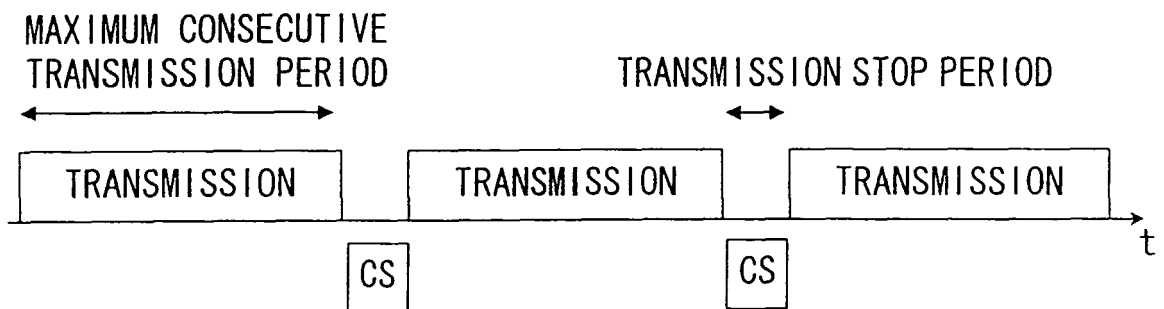 MAXIMUM CONSECUTIVE
TRANSMISSION PERIOD
TRANSMISSION STOP PERIOD
TRANSMISSION
TRANSMISSION
TRANSMISSION
t
CS
CS